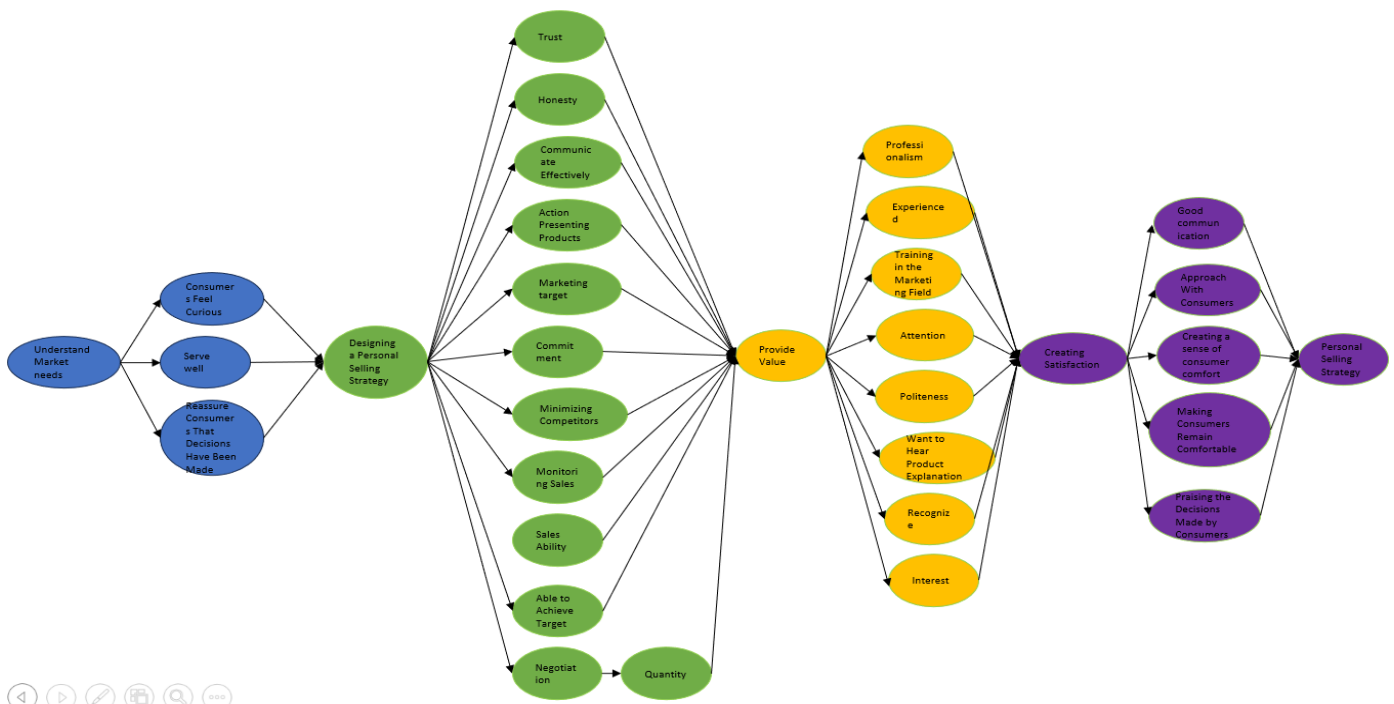 Understand
Market
needs
Consumer
s Feel
Curious
Serve
well
Reassure
Consumer
s That
Decisions
Have Been
Made
Designing
a Personal
Selling
Strategy
Trust
Honesty
Communic
ate
Effectively
Action
Presenting
Products
Marketing
target
Commit
ment
Minimizing
Competitors
Monitori
ng Sales
Sales
Ability
Able to
Achieve
Target
Negotiat
ion
Quantity
Provide
Value
Professi
onalism
Experience
d
Training
in the
Marketi
ng Field
Attention
Politeness
Want to
Hear
Product
Explanation
Recogniz
e
Interest
Creating
Satisfaction
Good
commun
ication
Approach
With
Consumers
Creating a
sense of
consumer
comfort
Making
Consumers
Remain
Comfortable
Praising the
Decisions
Made by
Consumers
Personal
Selling
Strategy